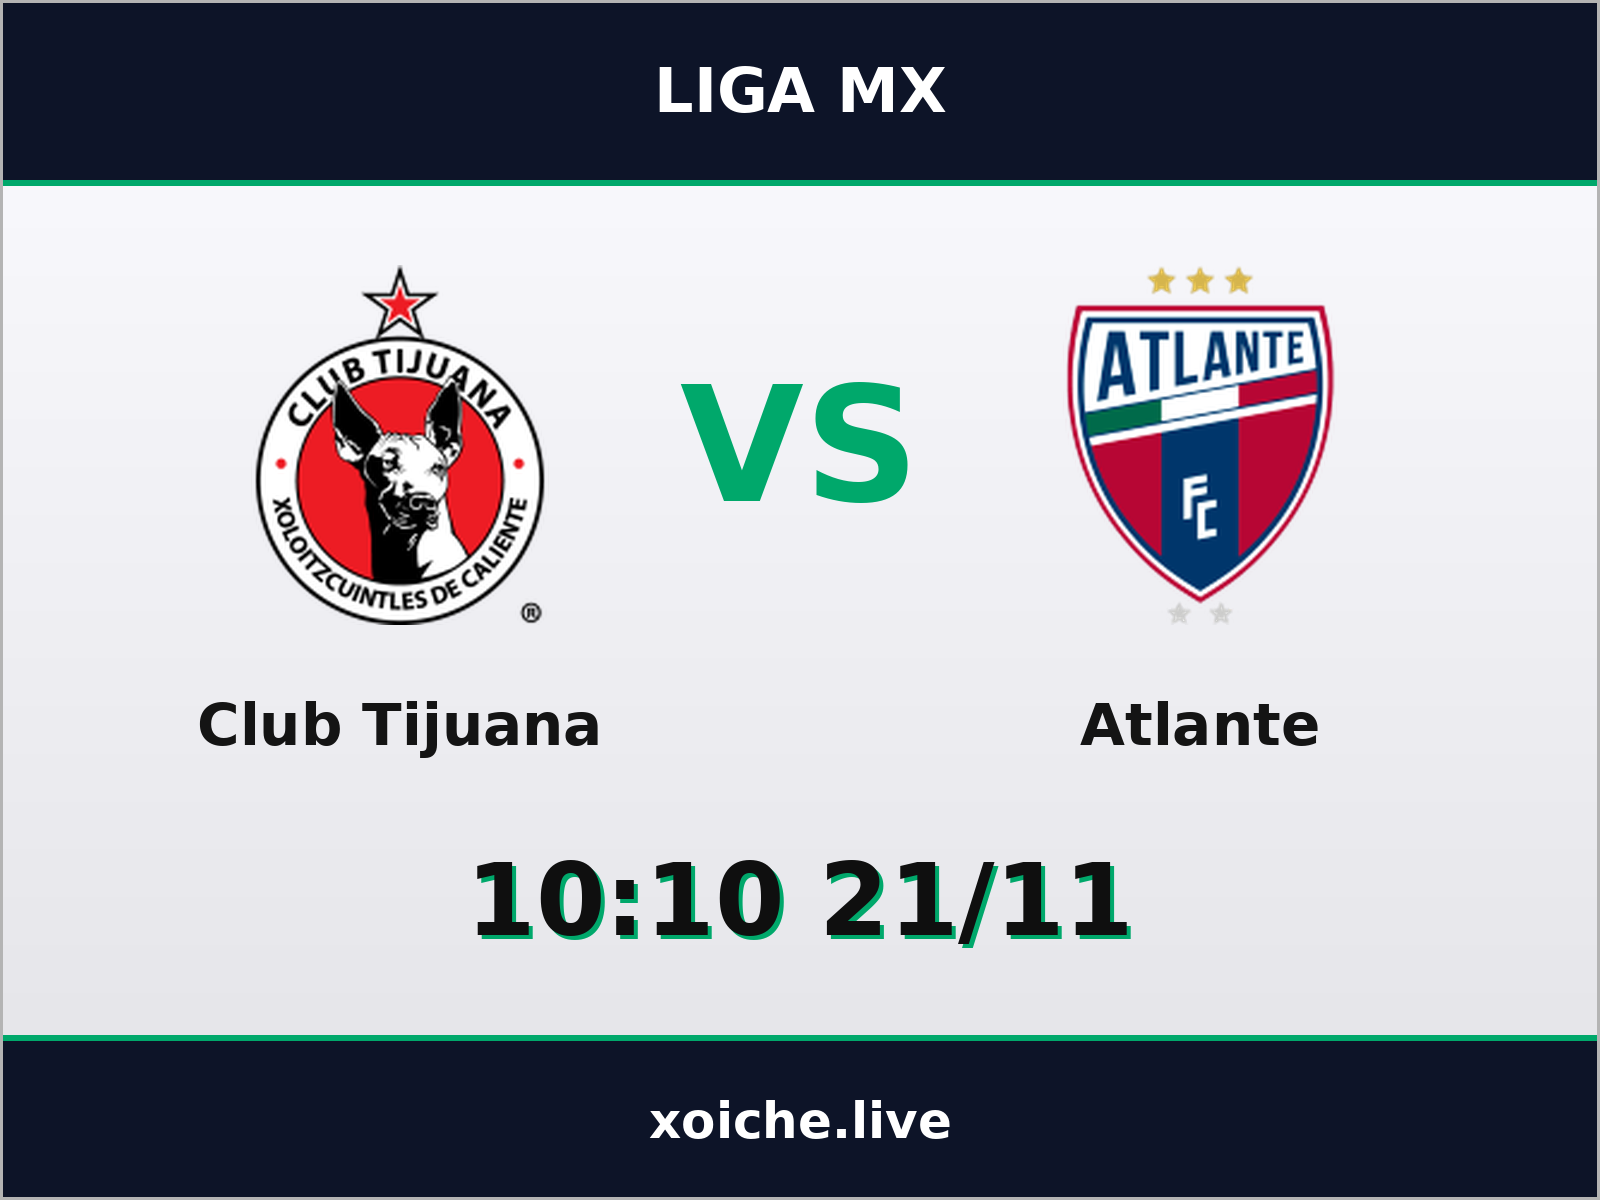 LIGA MX
CLUB TIJUANA
XOLOITZCUINTLES DE CALIENTE
®
VS
ATLANTE
FC
Club Tijuana
Atlante
10:10 21/11
xoiche.live